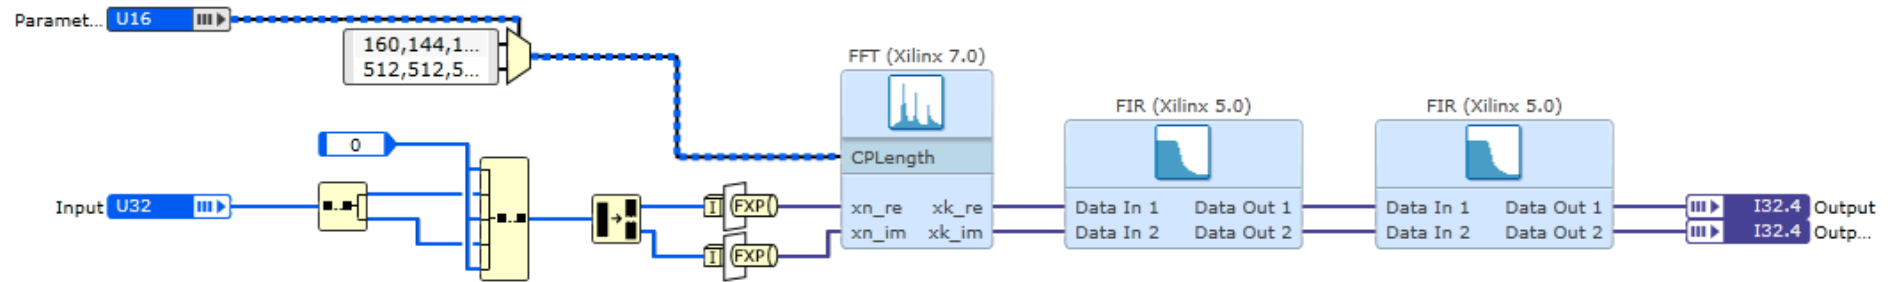 Paramet... U16
160,144,1...
512,512,5...
FFT (Xilinx 7.0)
CPLength
xn_re xk_re
xn_im xk_im
FIR (Xilinx 5.0)
Data In 1 Data Out 1
Data In 2 Data Out 2
FIR (Xilinx 5.0)
Data In 1 Data Out 1
Data In 2 Data Out 2
0
Input U32
I FXP()
I FXP()
I32.4 Output
I32.4 Outp...